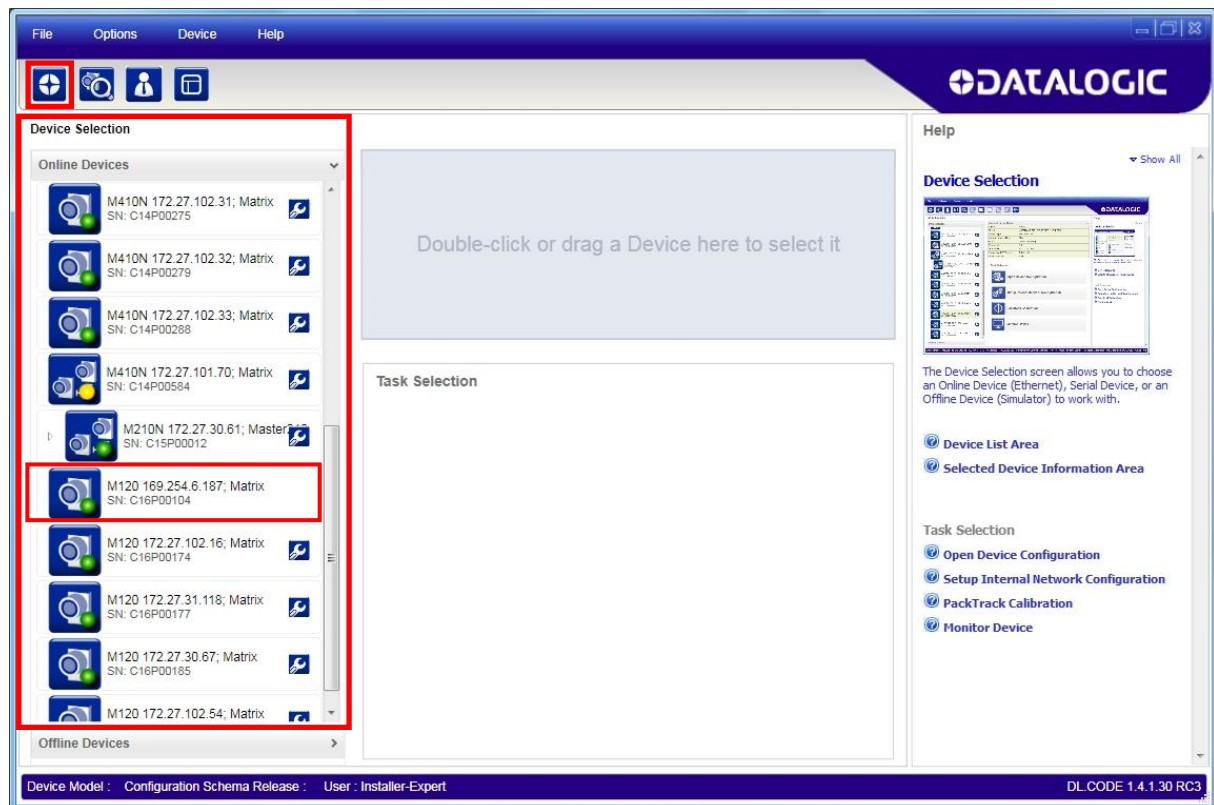 File Options Device Help
DATALOGIC
Device Selection
Online Devices
M410N 172.27.102.31; Matrix
SN: C14P00275
M410N 172.27.102.32; Matrix
SN: C14P00279
M410N 172.27.102.33; Matrix
SN: C14P00288
M410N 172.27.101.70; Matrix
SN: C14P00584
M210N 172.27.30.61;
SN: C15P00012
M120 169.254.6.187; Matrix
SN: C16P00104
M120 172.27.102.16; Matrix
SN: C16P00174
M120 172.27.31.118; Matrix
SN: C16P00177
M120 172.27.30.67; Matrix
SN: C16P00185
M120 172.27.102.54; Matrix
Offline Devices
Double-click or drag a Device here to select it
Task Selection
Help
Show All
Device Selection
The Device Selection screen allows you to choose
an Online Device (Ethernet), Serial Device, or an
Offline Device (Simulator) to work with.
Device List Area
Selected Device Information Area
Task Selection
Open Device Configuration
Setup Internal Network Configuration
PackTrack Calibration
Monitor Device
Device Model : Configuration Schema Release : User : Installer-Expert
DL.CODE 1.4.1.30 RC3